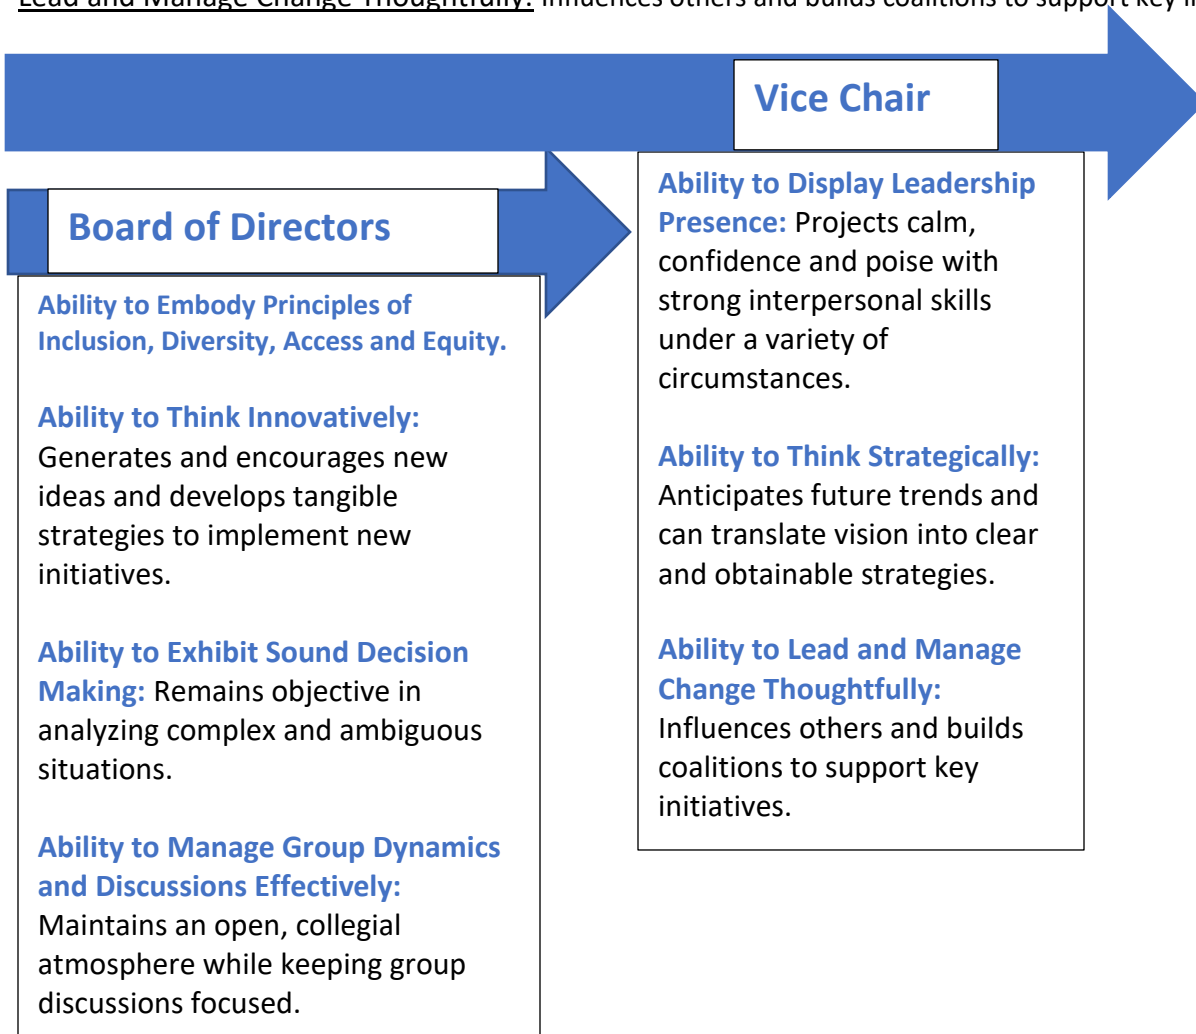 Lead and Manage Change Thoughtfully: Influences others and builds coalitions to support key
Vice Chair
Board of Directors
Ability to Embody Principles of
Inclusion, Diversity, Access and Equity.
Ability to Think Innovatively:
Generates and encourages new
ideas and develops tangible
strategies to implement new
initiatives.
Ability to Exhibit Sound Decision
Making: Remains objective in
analyzing complex and ambiguous
situations.
Ability to Manage Group Dynamics
and Discussions Effectively:
Maintains an open, collegial
atmosphere while keeping group
discussions focused.
Ability to Display Leadership
Presence: Projects calm,
confidence and poise with
strong interpersonal skills
under a variety of
circumstances.
Ability to Think Strategically:
Anticipates future trends and
can translate vision into clear
and obtainable strategies.
Ability to Lead and Manage
Change Thoughtfully:
Influences others and builds
coalitions to support key
initiatives.